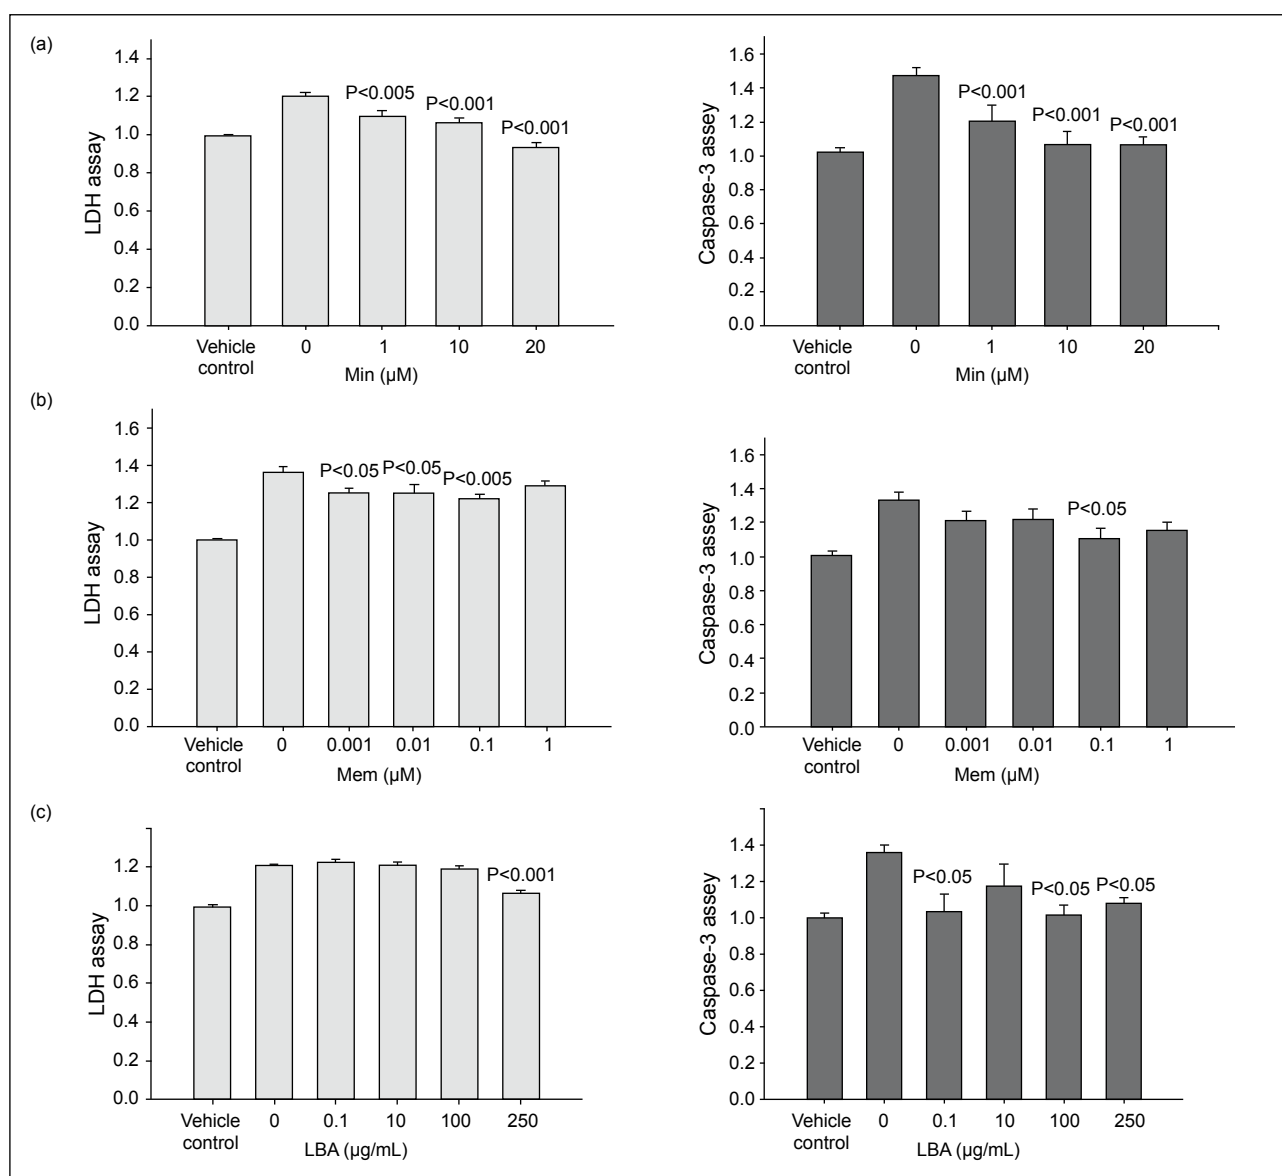 (a)
LDH assay
1.4
1.2
1.0
0.8
0.6
0.4
0.2
0.0
P<0.005
P<0.001
P<0.001
Vehicle control
0
1
10
20
Min (µM)
Caspase-3 assey
1.6
1.4
1.2
1.0
0.8
0.6
0.4
0.2
0.0
P<0.001
P<0.001
P<0.001
Vehicle control
0
1
10
20
Min (µM)
(b)
LDH assay
1.6
1.4
1.2
1.0
0.8
0.6
0.4
0.2
0.0
P<0.05
P<0.05
P<0.005
Vehicle control
0
0.001
0.01
0.1
1
Mem (µM)
Caspase-3 assey
1.6
1.4
1.2
1.0
0.8
0.6
0.4
0.2
0.0
P<0.05
Vehicle control
0
0.001
0.01
0.1
1
Mem (µM)
(c)
LDH assay
1.2
1.0
0.8
0.6
0.4
0.2
0.0
P<0.001
Vehicle control
0
0.1
10
100
250
LBA (µg/mL)
Caspase-3 assey
1.4
1.2
1.0
0.8
0.6
0.4
0.2
0.0
P<0.05
P<0.05
P<0.05
Vehicle control
0
0.1
10
100
250
LBA (µg/mL)